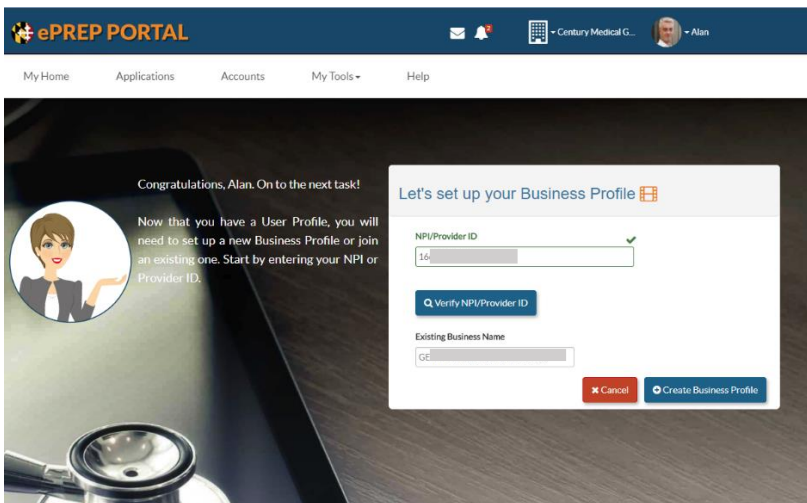 ePREP PORTAL
2
Century Medical G...
Alan
My Home Applications Accounts My Tools Help
Congratulations, Alan. On to the next task!
Now that you have a User Profile, you will
need to set up a new Business Profile or join
an existing one. Start by entering your NPI or
Provider ID.
Let's set up your Business Profile
NPI/Provider ID
16
Verify NPI/Provider ID
Existing Business Name
GE
Cancel
Create Business Profile